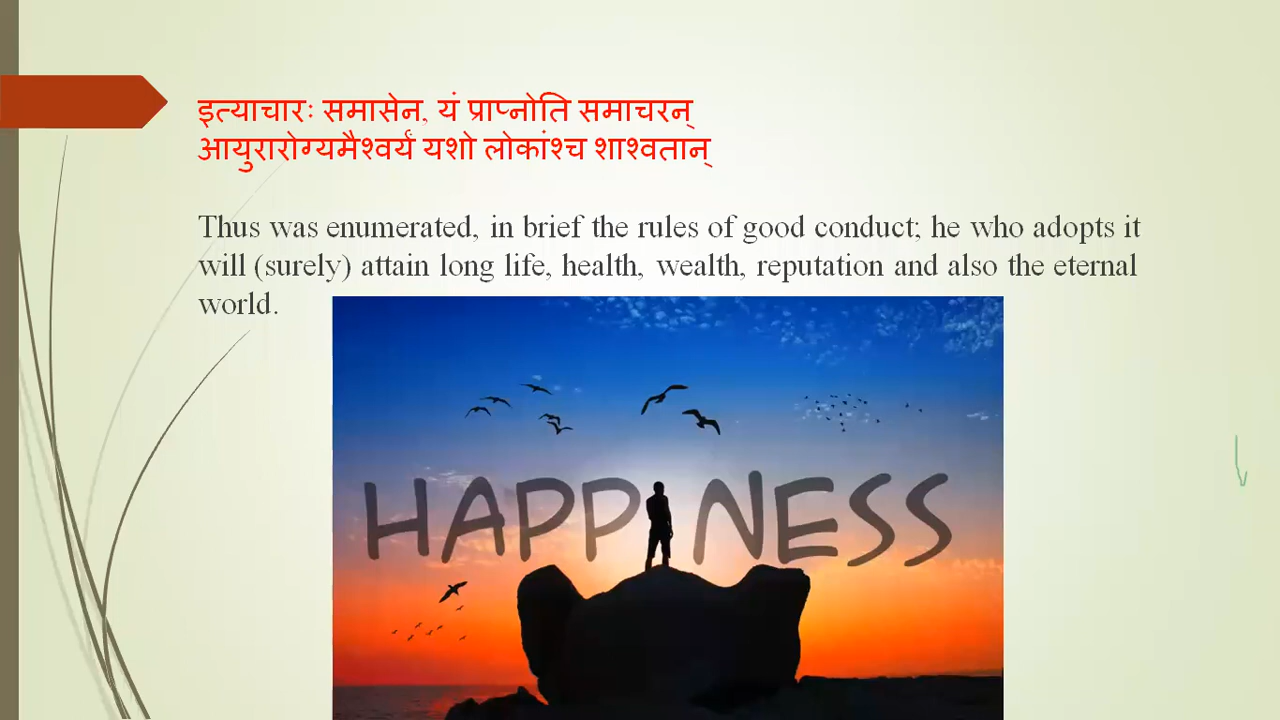 इत्याचारः समासेन, यं प्राप्नोति समाचरन्
आयुरारोग्यमैश्वर्यं यशो लोकांश्च शाश्वतान्
Thus was enumerated, in brief the rules of good conduct; he who adopts it
will (surely) attain long life, health, wealth, reputation and also the eternal
world.
HAPPINESS